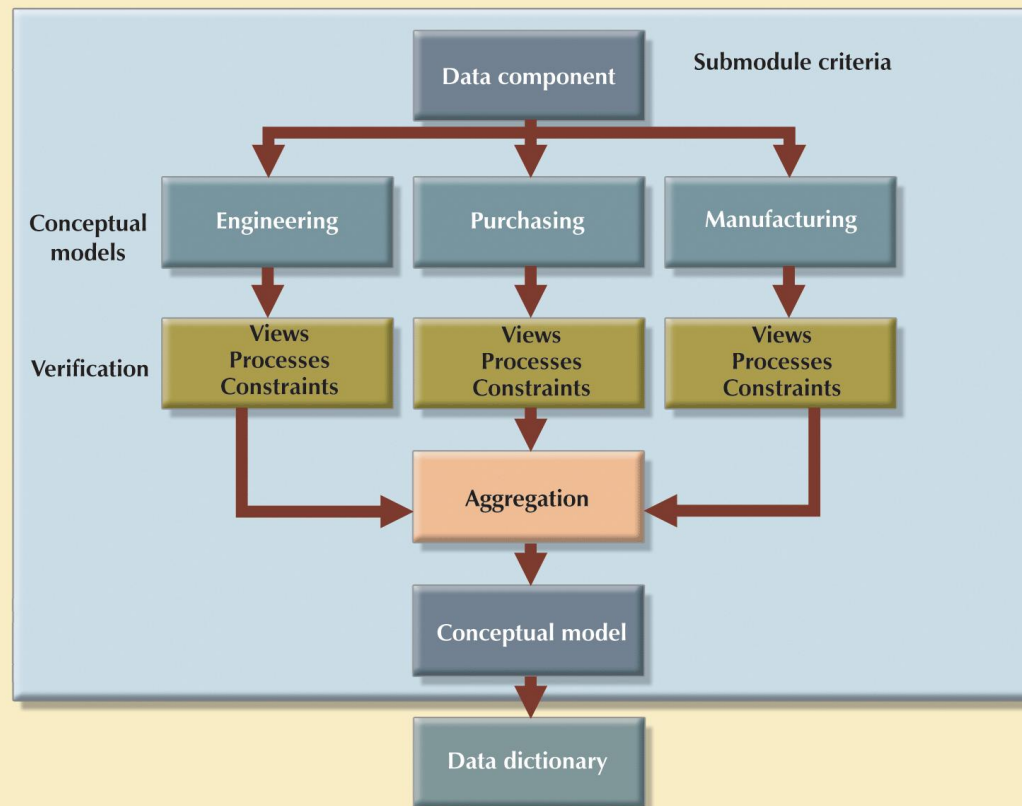 Data component
Submodule criteria
Conceptual
models
Engineering
Purchasing
Manufacturing
Verification
Views
Processes
Constraints
Views
Processes
Constraints
Views
Processes
Constraints
Aggregation
Conceptual model
Data dictionary